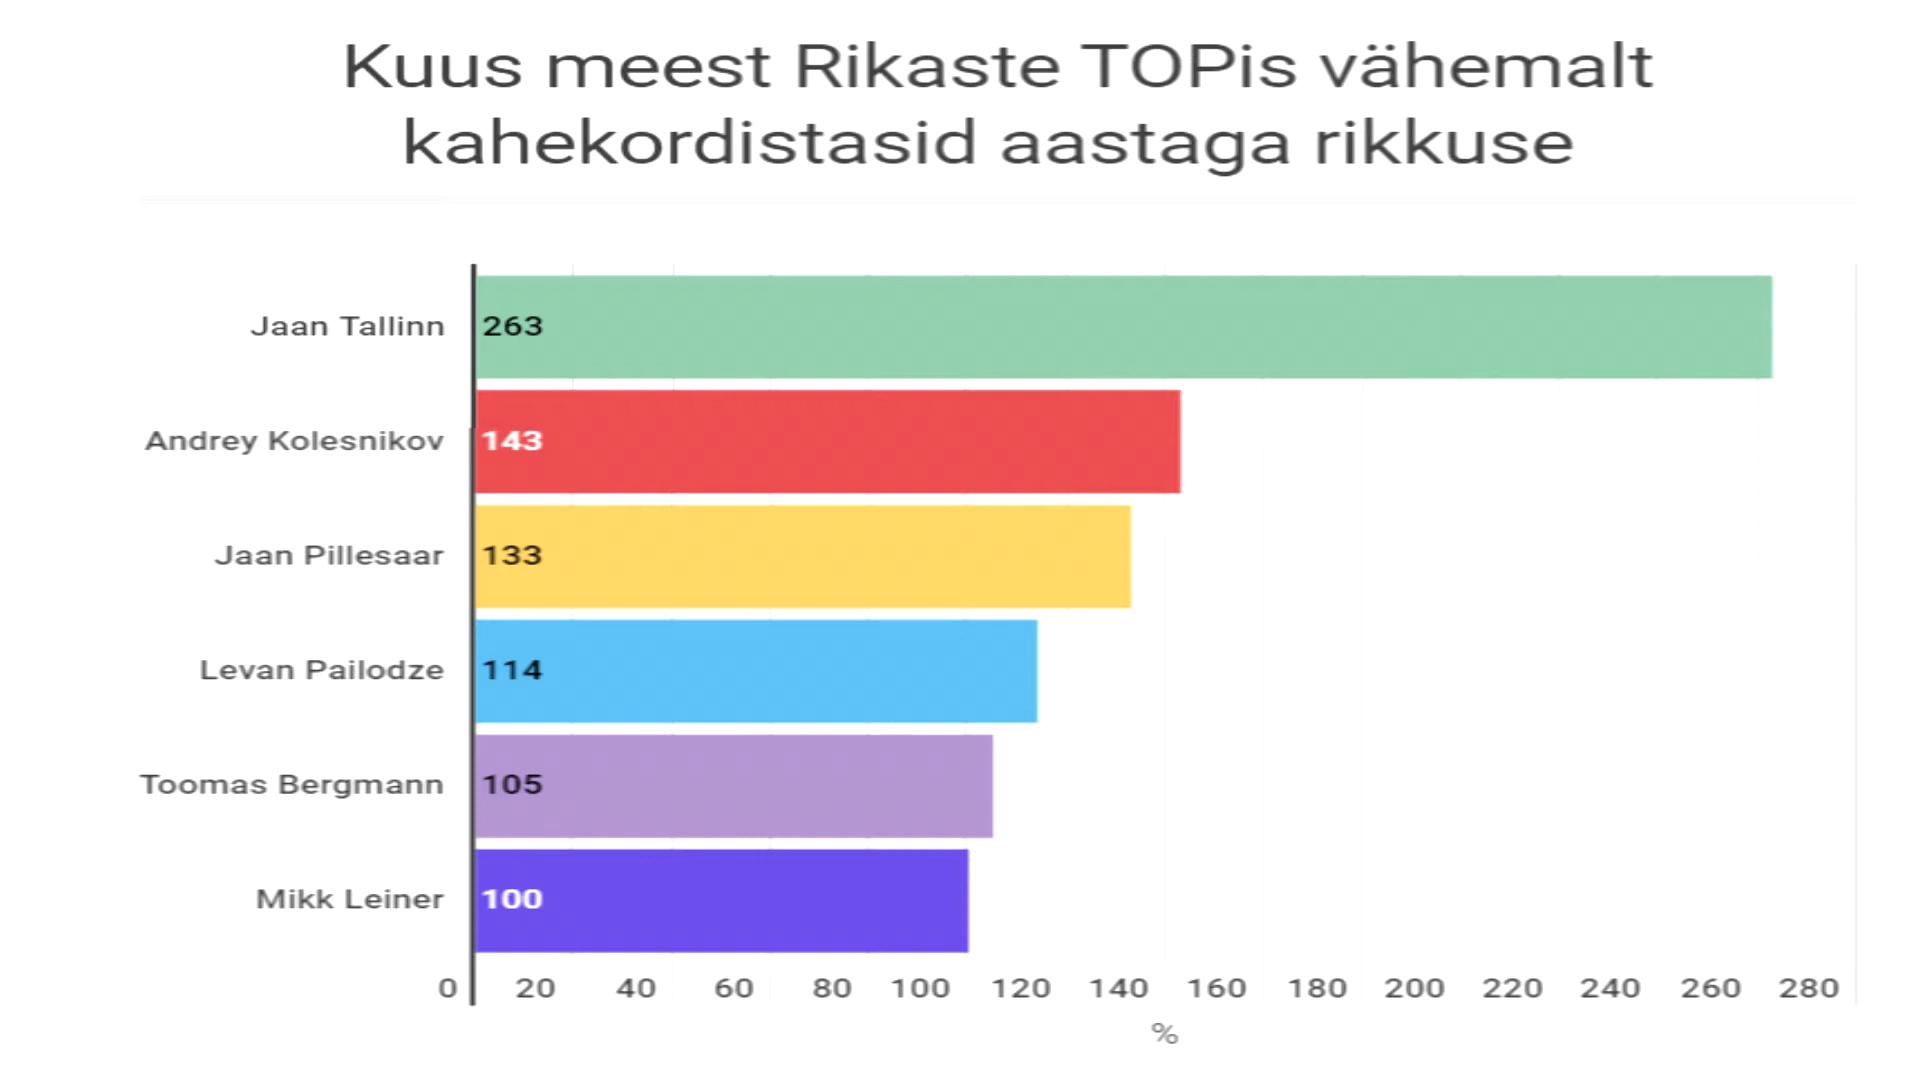 Kuus meest Rikaste TOPis vähemalt
kahekordistasid aastaga rikkuse
Jaan Tallinn 263
Andrey Kolesnikov 143
Jaan Pillesaar 133
Levan Pailodze 114
Toomas Bergmann 105
Mikk Leiner 100
0 20 40 60 80 100 120 140 160 180 200 220 240 260 280
%